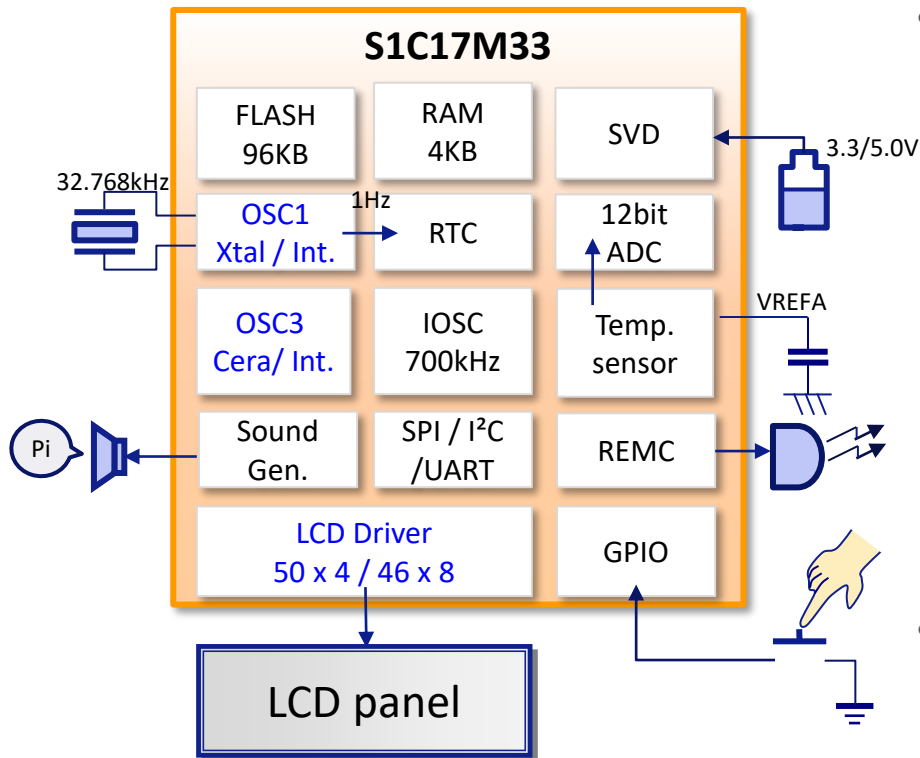 S1C17M33
FLASH
96KB
RAM
4KB
SVD
3.3/5.0V
32.768kHz
OSC1
Xtal / Int.
1Hz
RTC
12bit
ADC
OSC3
Cera/ Int.
IOSC
700kHz
Temp.
sensor
VREFA
Pi
Sound
Gen.
SPI / I²C
/UART
REMC
LCD Driver
50 x 4 / 46 x 8
GPIO
LCD panel